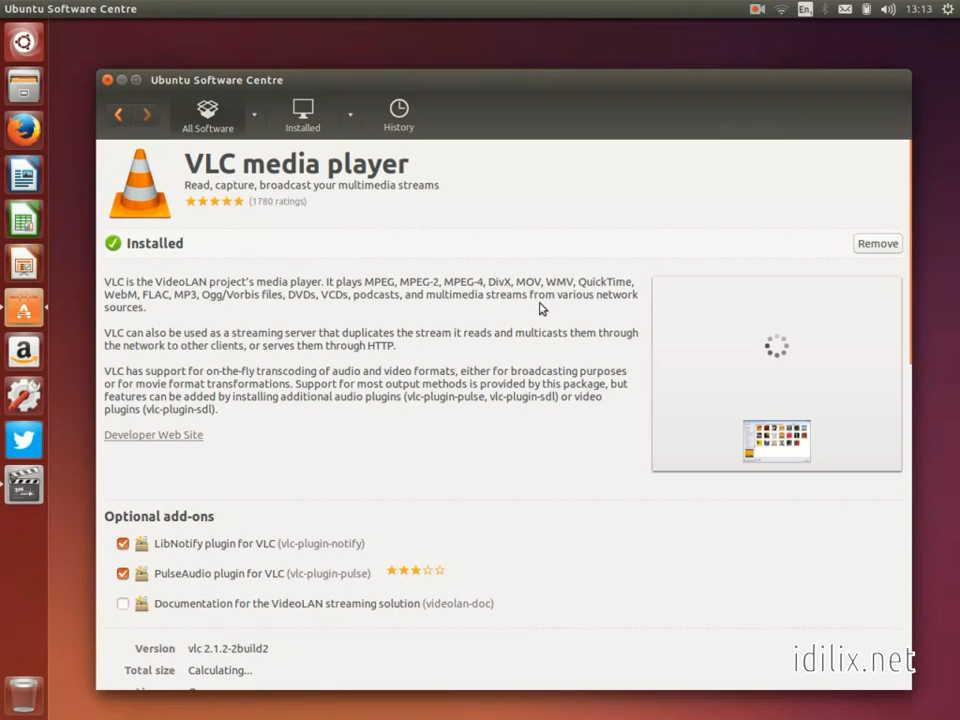 Ubuntu Software Centre
En
13:13
Ubuntu Software Centre
All Software
Installed
History
VLC media player
Read, capture, broadcast your multimedia streams
(1780 ratings)
Installed
Remove
VLC is the VideoLAN project's media player. It plays MPEG, MPEG-2, MPEG-4, DivX, MOV, WMV, QuickTime,
WebM, FLAC, MP3, Ogg/Vorbis files, DVDs, VCDs, podcasts, and multimedia streams from various network
sources.
VLC can also be used as a streaming server that duplicates the stream it reads and multicasts them through
the network to other clients, or serves them through HTTP.
VLC has support for on-the-fly transcoding of audio and video formats, either for broadcasting purposes
or for movie format transformations. Support for most output methods is provided by this package, but
features can be added by installing additional audio plugins (vlc-plugin-pulse, vlc-plugin-sdl) or video
plugins (vlc-plugin-sdl).
Developer Web Site
Optional add-ons
LibNotify plugin for VLC (vlc-plugin-notify)
PulseAudio plugin for VLC (vlc-plugin-pulse)
Documentation for the VideoLAN streaming solution (videolan-doc)
Version vlc 2.1.2-2build2
Total size Calculating...
idilix.net